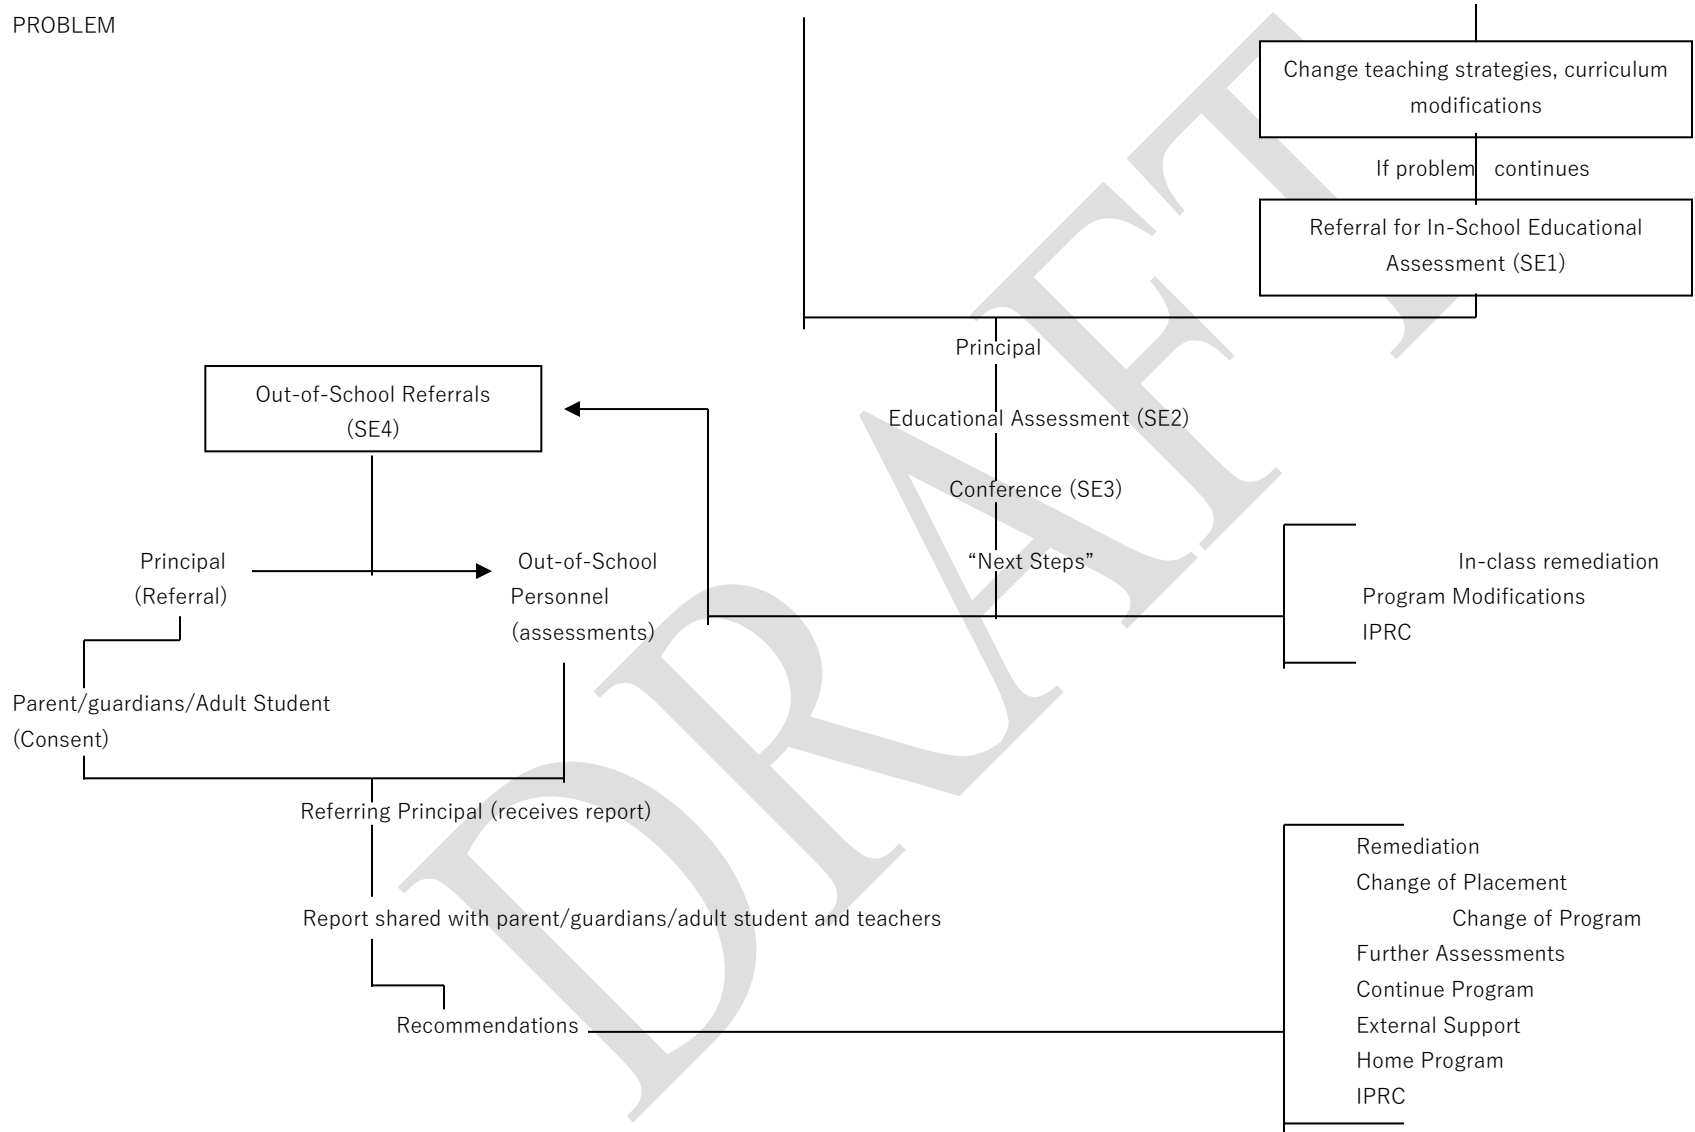 PROBLEM
Change teaching strategies, curriculum
modifications
If problem continues
Referral for In-School Educational
Assessment (SE1)
Principal
Out-of-School Referrals
(SE4)
Educational Assessment (SE2)
Conference (SE3)
Principal
(Referral)
Out-of-School
Personnel
(assessments)
“Next Steps”
In-class remediation
Program Modifications
IPRC
Parent/guardians/Adult Student
(Consent)
Referring Principal (receives report)
Report shared with parent/guardians/adult student and teachers
Recommendations
Remediation
Change of Placement
Change of Program
Further Assessments
Continue Program
External Support
Home Program
IPRC
DRAFT